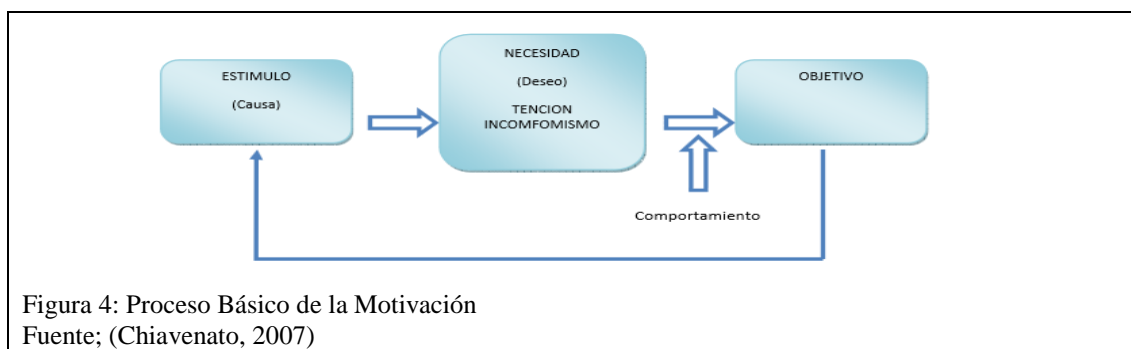 ESTIMULO
(Causa)
NECESIDAD
(Deseo)
TENCION
INCOMFOMISMO
OBJETIVO
Comportamiento
Figura 4: Proceso Básico de la Motivación
Fuente; (Chiavenato, 2007)